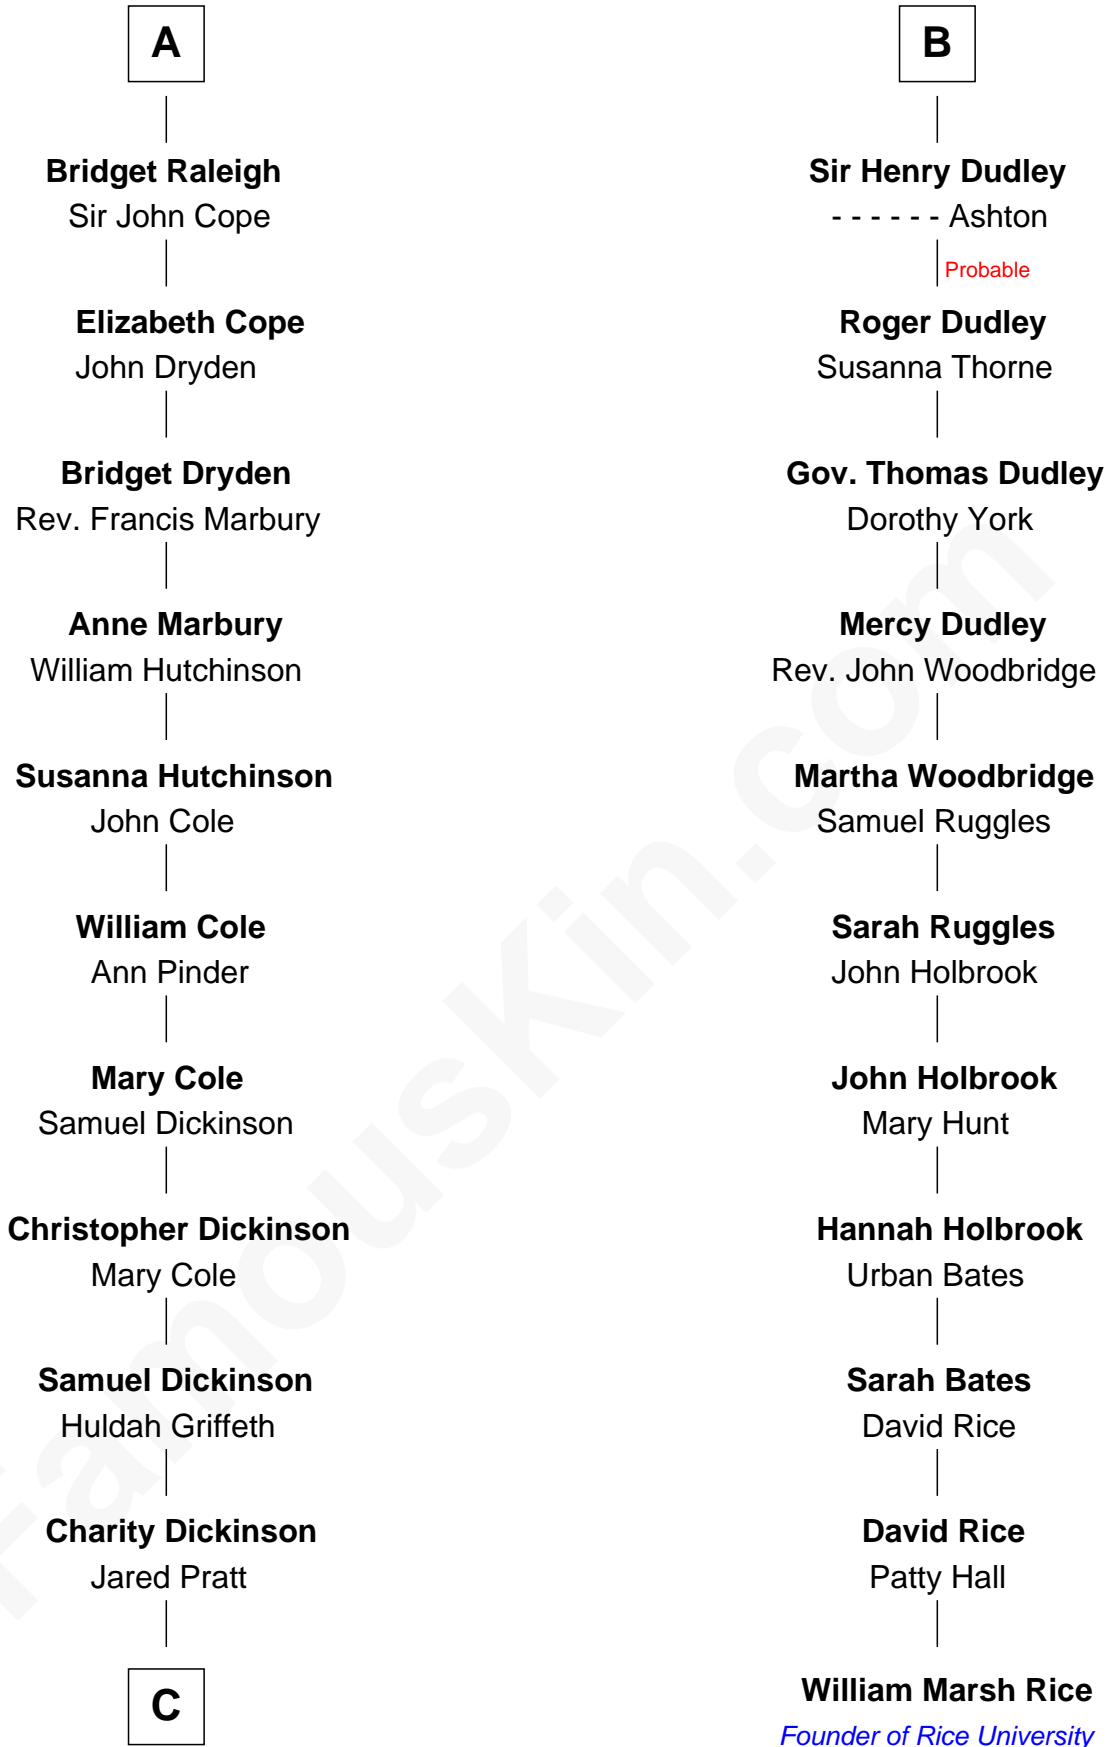 A
Bridget Raleigh
Sir John Cope
Elizabeth Cope
John Dryden
Bridget Dryden
Rev. Francis Marbury
Anne Marbury
William Hutchinson
Susanna Hutchinson
John Cole
William Cole
Ann Pinder
Mary Cole
Samuel Dickinson
Christopher Dickinson
Mary Cole
Samuel Dickinson
Huldah Griffeth
Charity Dickinson
Jared Pratt
C
B
Sir Henry Dudley
- - - - - - Ashton
Probable
Roger Dudley
Susanna Thorne
Gov. Thomas Dudley
Dorothy York
Mercy Dudley
Rev. John Woodbridge
Martha Woodbridge
Samuel Ruggles
Sarah Ruggles
John Holbrook
John Holbrook
Mary Hunt
Hannah Holbrook
Urban Bates
Sarah Bates
David Rice
David Rice
Patty Hall
William Marsh Rice
Founder of Rice University
FamousKin.com